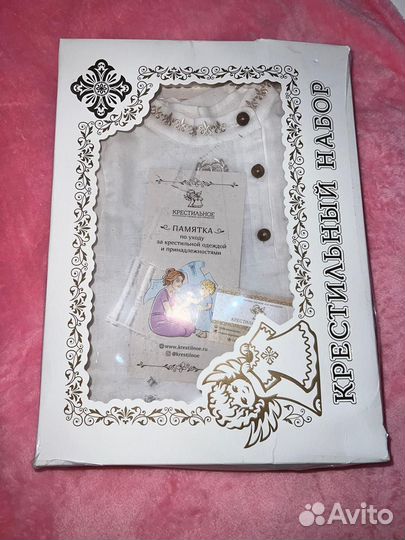 КРЕСТИЛЬНОЕ
ПАМЯТКА
по уходу
за крестильной одеждой
и принадлежностями
www.krestilnoe.ru
@krestilnoe
КРЕСТИЛЬНЫЙ НАБОР
Avito